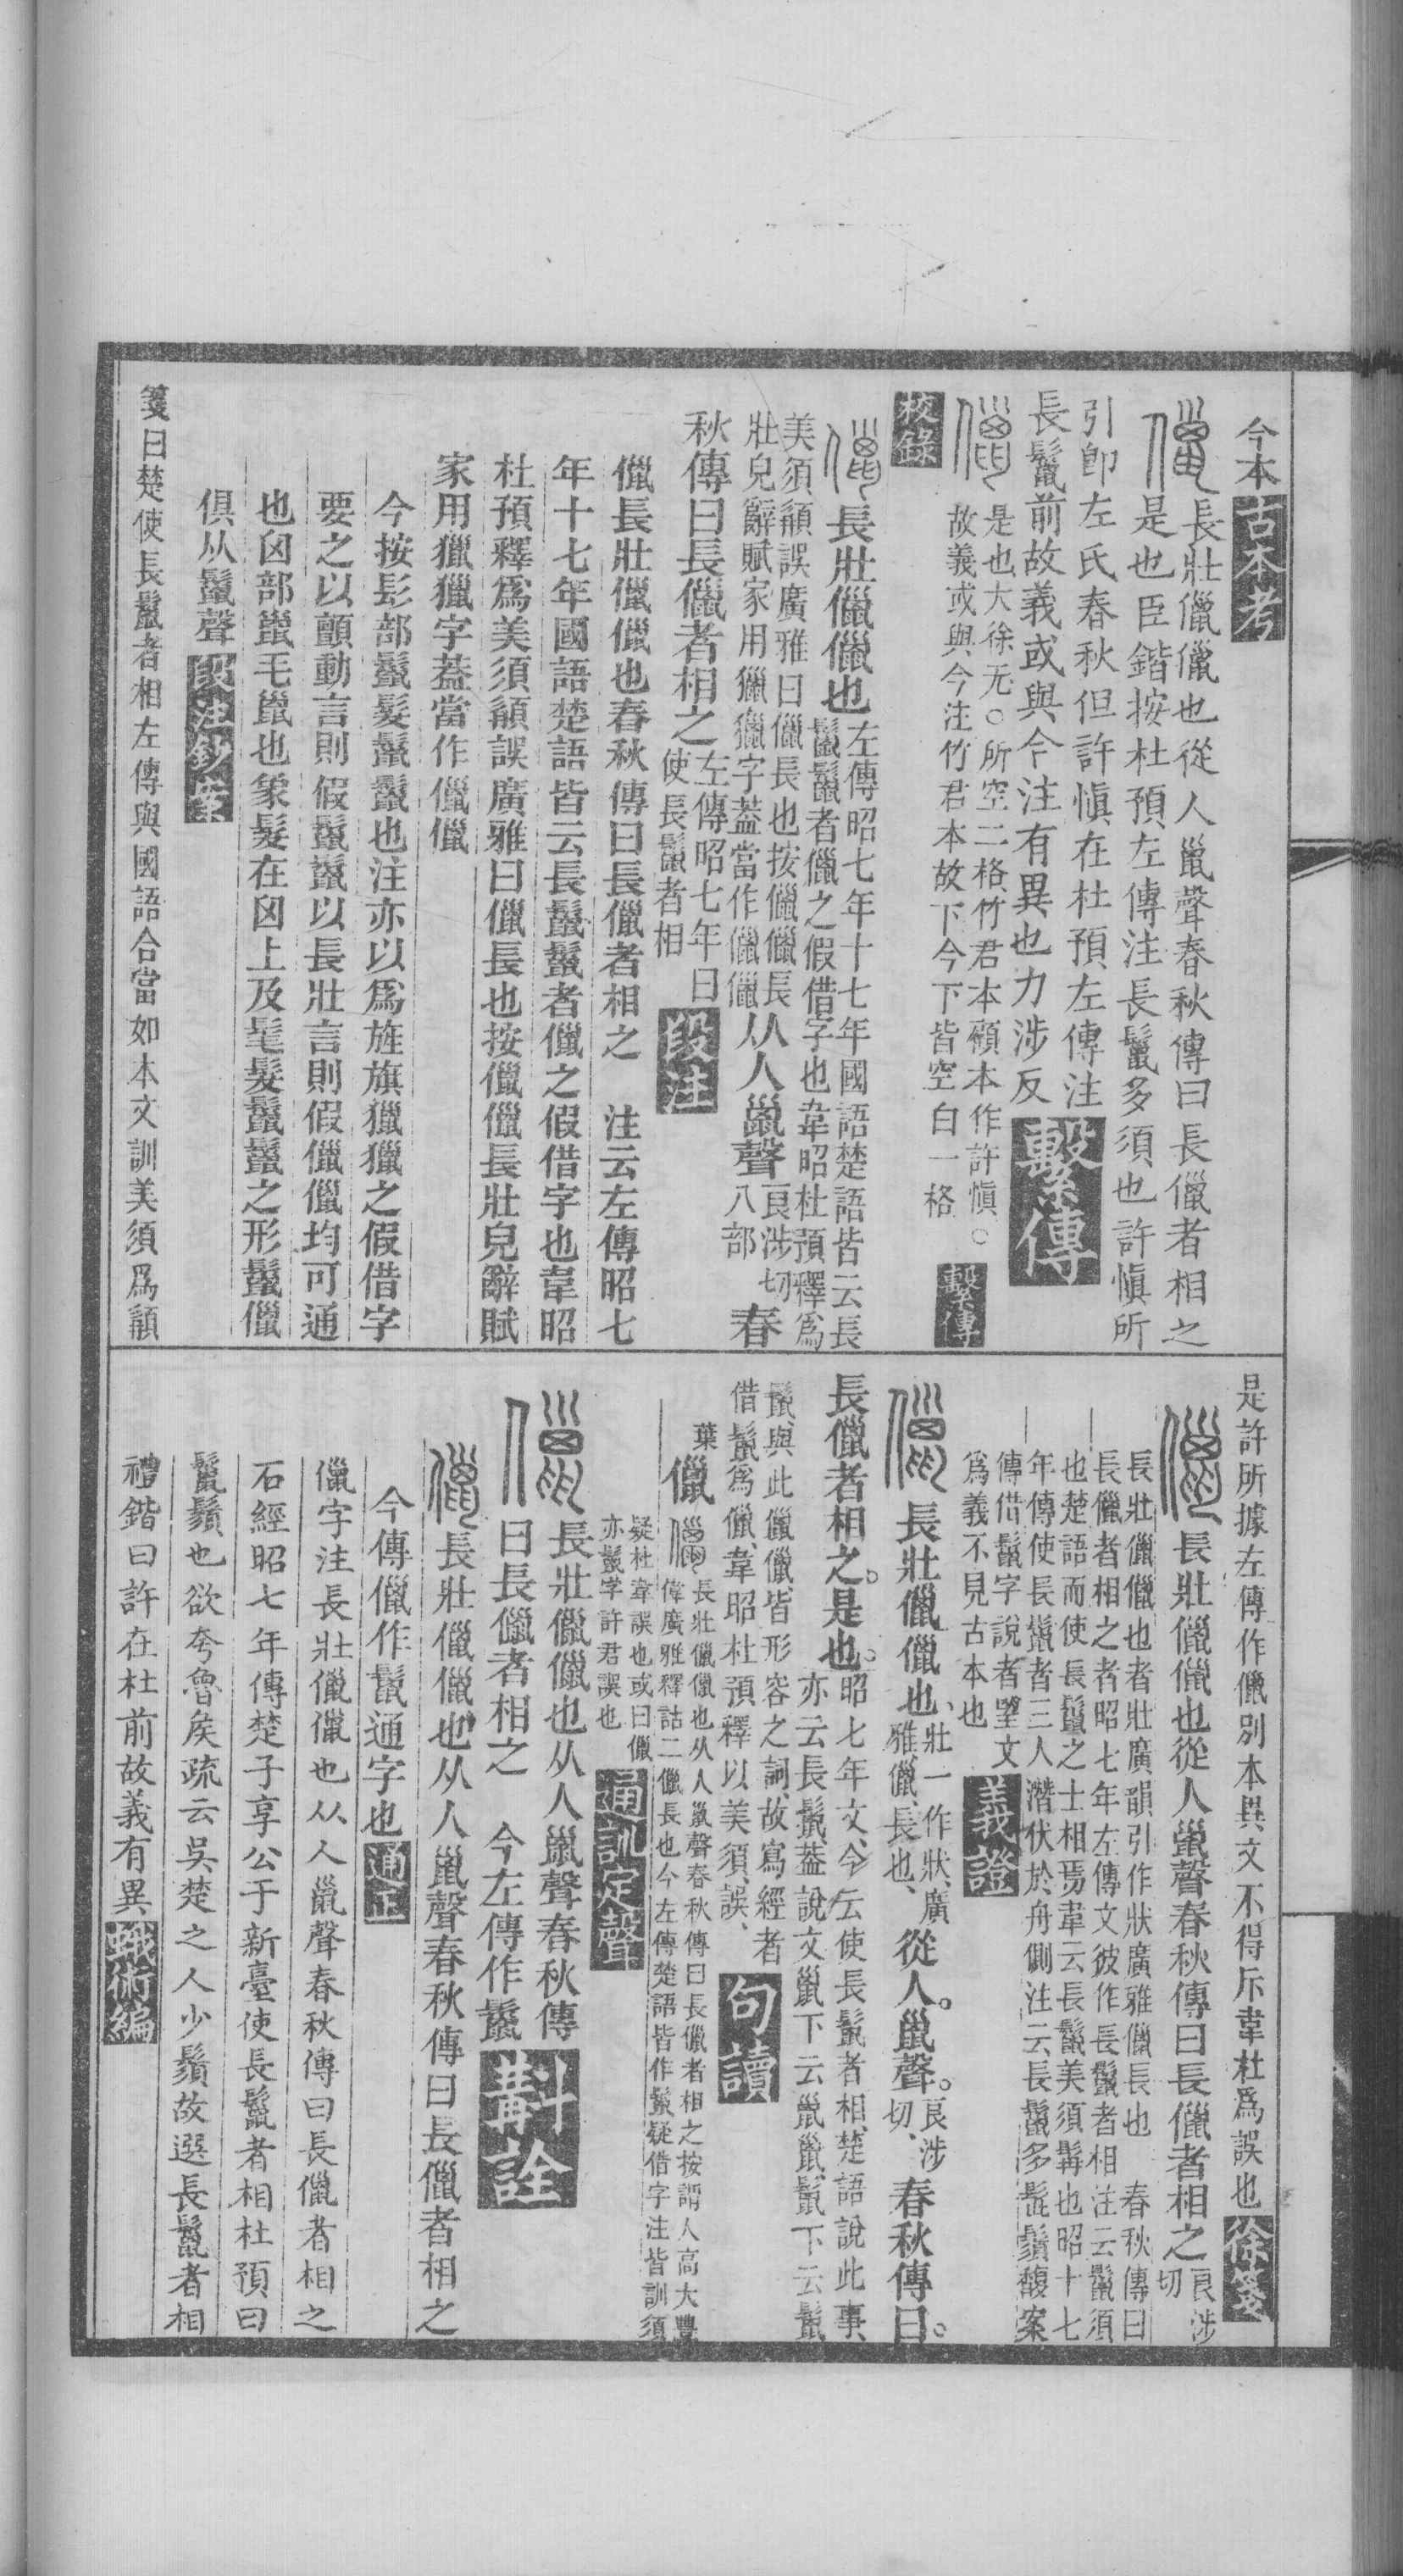 今本古本考
長壯儠儠也從人巤聲春秋傳曰長儠者相之
是也臣鍇按杜預左傳注長鬣多須也許愼所
引卽左氏春秋但許愼在杜預左傳注
長鬣前故義或與今注有異也力涉反繫傳
是也大徐无○所空二格竹君本顧本作許愼○
故義或與今注竹君本故下今下皆空白一格
繫傳
校錄
長壯儠儠也左傳昭七年十七年國語楚語皆云長
鬣鬣者儠之假借字也韋昭杜預釋爲
美須頿誤廣雅曰儠長也按儠儠長
壯皃辭賦家用獵獵字葢當作儠儠从人巤聲良涉切
八部春
秋傳曰長儠者相之左傳昭七年曰
使長鬣者相段注
儠長壯儠儠也春秋傳曰長儠者相之　注云左傳昭七
年十七年國語楚語皆云長鬣鬣者儠之假借字也韋昭
杜預釋爲美須頿誤廣雅曰儠長也按儠儠長壯皃辭賦
家用獵獵字葢當作儠儠
今按髟部鬣髮鬣鬣也注亦以爲旌旗獵獵之假借字
要之以顫動言則假鬣鬣以長壯言則假儠儠均可通
也囟部巤毛巤也象髮在囟上及毛髮鬣鬣之形鬣儠
俱从鬣聲段注鈔案
箋曰楚使長鬣者相左傳與國語合當如本文訓美須爲頿
是許所據左傳作儠別本異文不得斥韋杜爲誤也徐箋
長壯儠儠也從人巤聲春秋傳曰長儠者相之良涉
切
長壯儠儠也者壯廣韻引作狀廣雅儠長也　春秋傳曰
長儠者相之者昭七年左傳文彼作長鬣者相注云鬣須
也楚語而使長鬣之士相焉韋云長鬣美須髯也昭十七
年傳使長鬣者三人潛伏於舟側注云長鬣多髭鬚馥案
傳借鬣字說者望文
爲義不見古本也義證
長壯儠儠也、壯一作狀、廣
雅儠、長也、從人。巤聲。良涉
切、春秋傳曰。
長儠者相之。是也。昭七年文、今云使長鬣者相、楚語說此事、
亦云長鬣、葢說文巤下云巤巤、鬣下云鬣
鬣、與此儠儠、皆形容之詞、故寫經者
借鬣爲儠、韋昭杜預釋以美須、誤、句讀
葉儠長壯儠儠也从人巤聲春秋傳曰長儠者相之按謂人高大豐
偉廣雅釋詁二儠長也今左傳楚語皆作鬣疑借字注皆訓須
疑杜韋誤也或曰儠
亦鬣字許君誤也通訓定聲
長壯儠儠也从人巤聲春秋傳
曰長儠者相之　今左傳作鬣斠詮
長壯儠儠也从人巤聲春秋傳曰長儠者相之
今傳儠作鬣通字也通正
儠字注長壯儠儠也从人巤聲春秋傳曰長儠者相之
石經昭七年傳楚子享公于新臺使長鬣者相杜預曰
鬣鬚也欲夸魯矦疏云吳楚之人少鬚故選長鬣者相
禮鍇曰許在杜前故義有異蛾術編